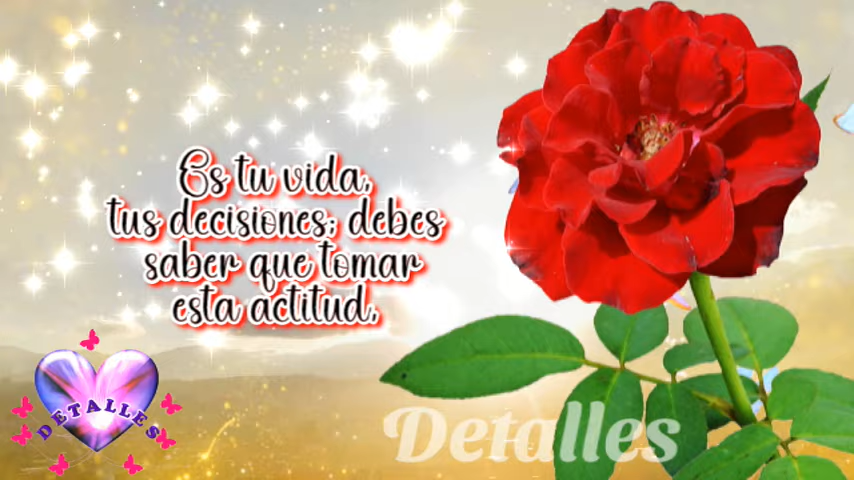 Es tu vida,
tus decisiones; debes
saber que tomar
esta actitud,
DETALLES
Detalles